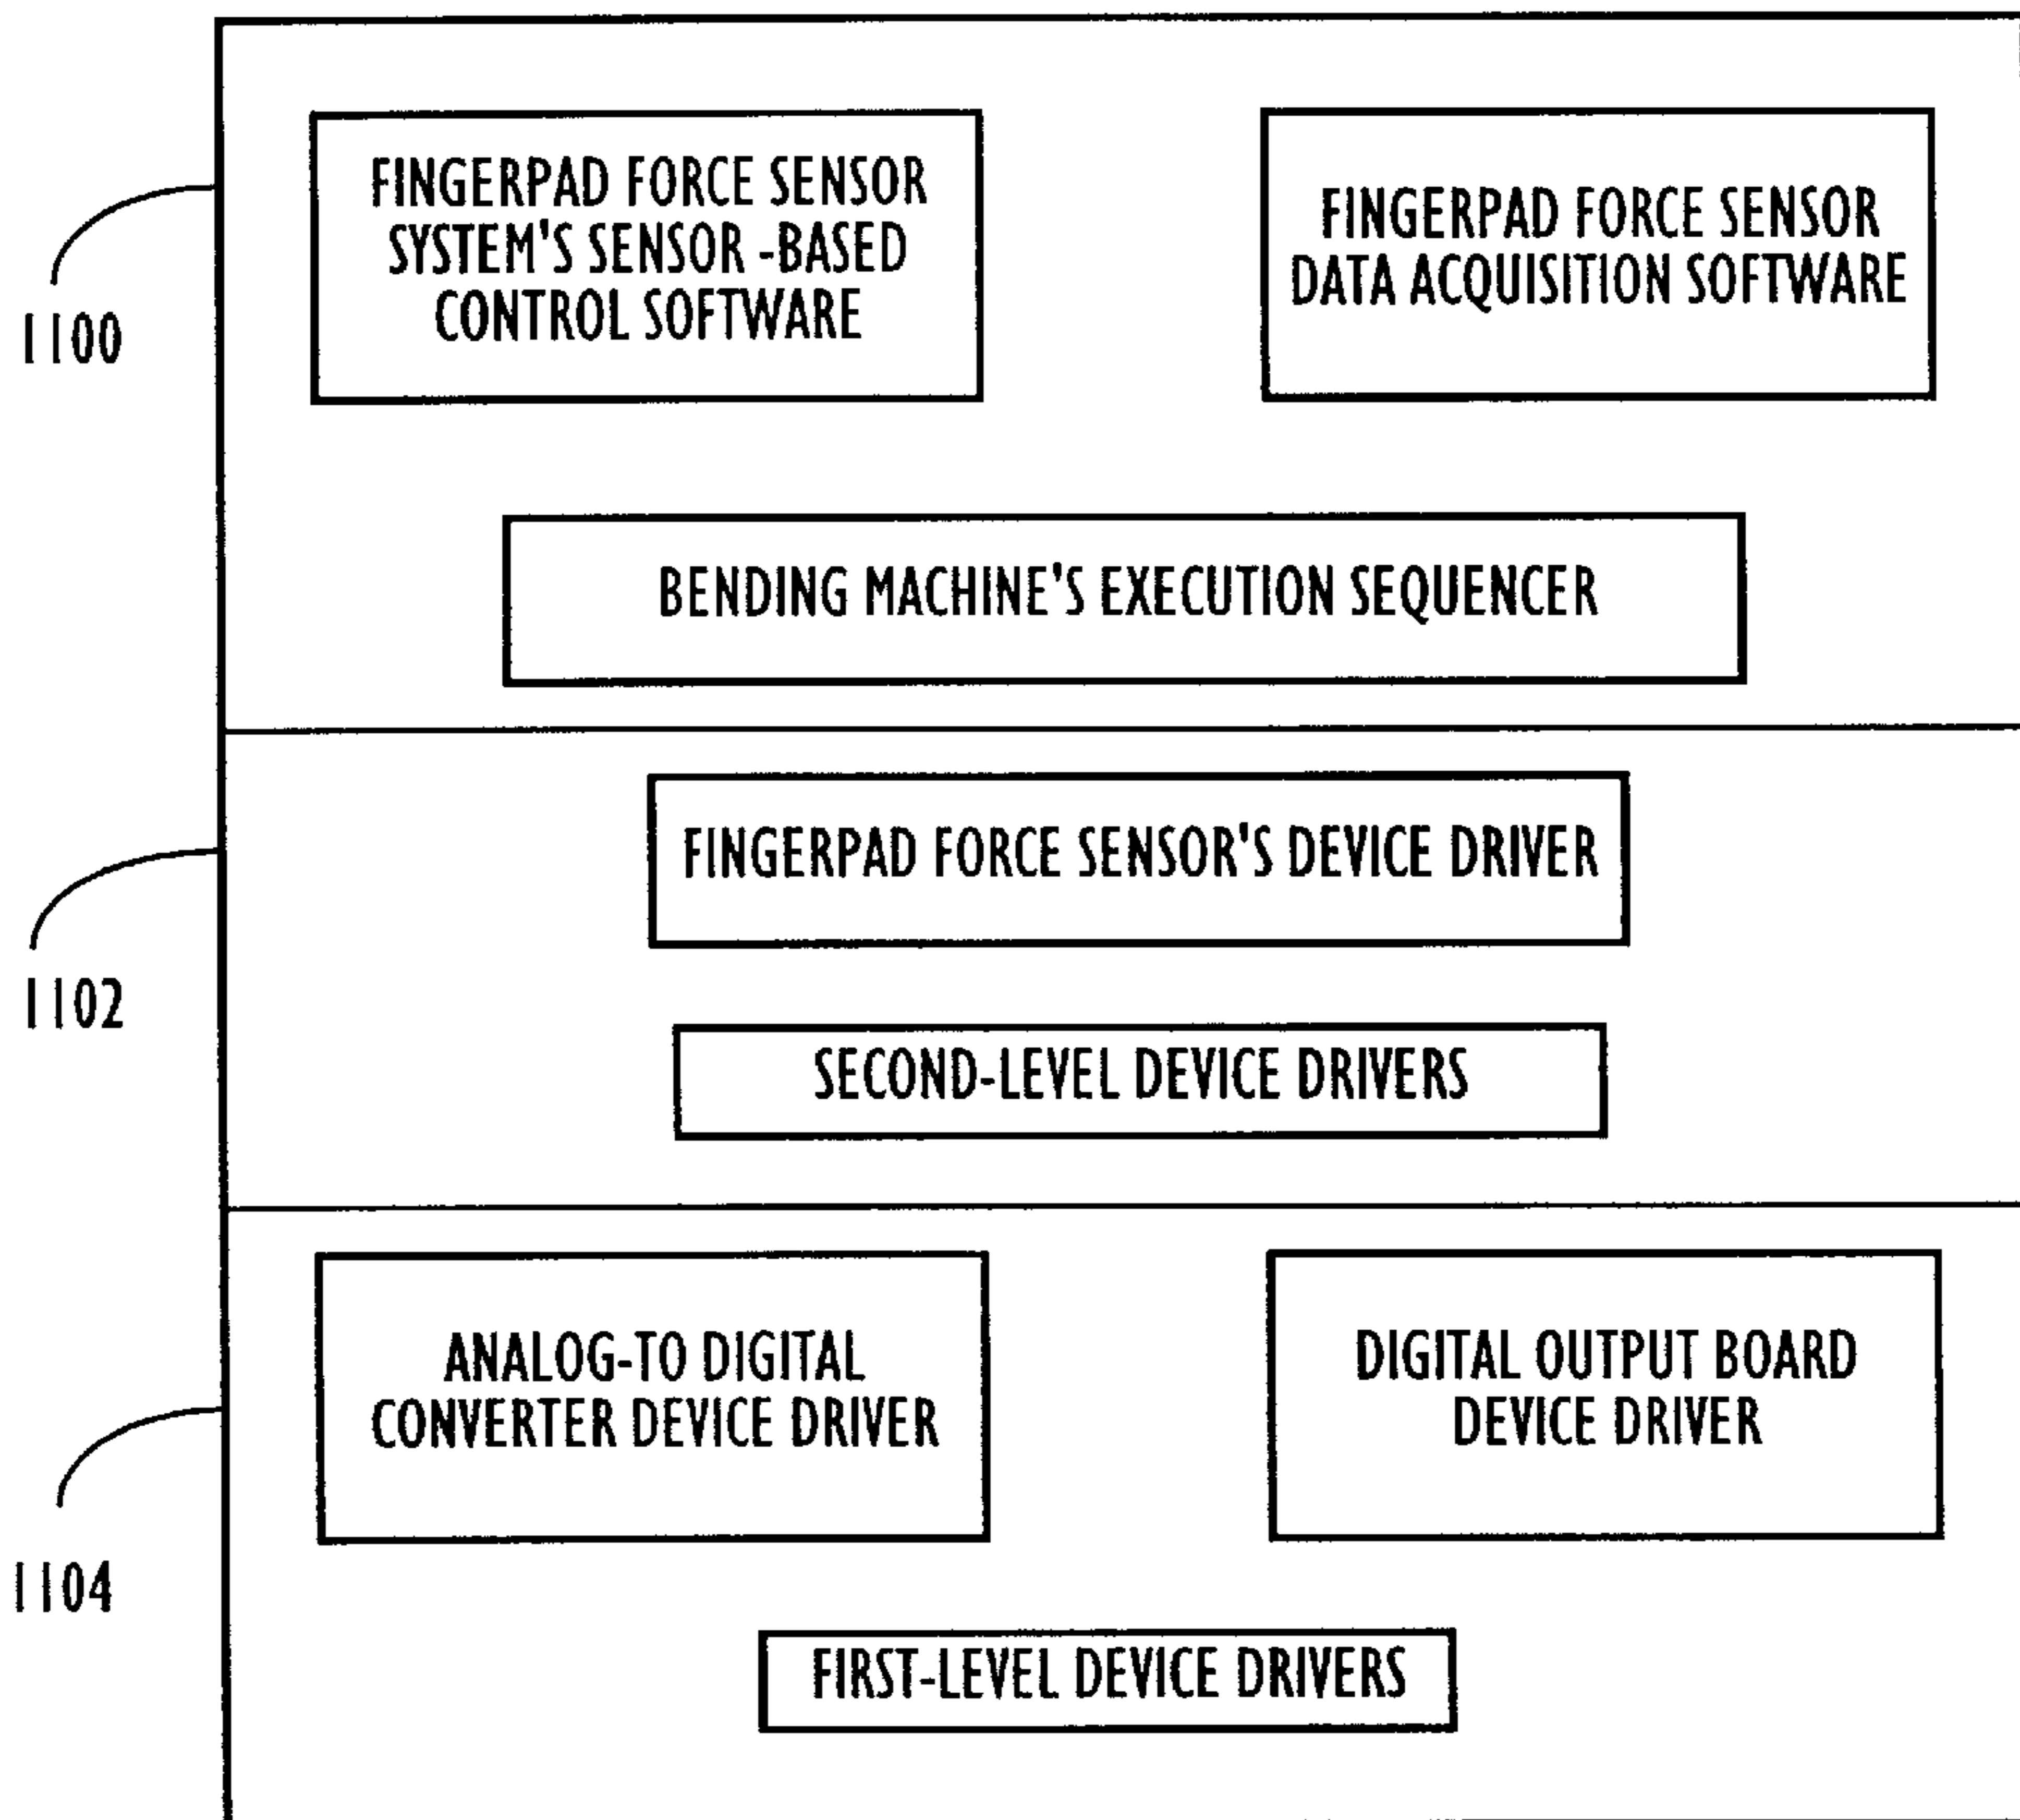 FINGERPAD FORCE SENSOR
SYSTEM'S SENSOR -BASED
CONTROL SOFTWARE
FINGERPAD FORCE SENSOR
DATA ACQUISITION SOFTWARE
1100
BENDING MACHINE'S EXECUTION SEQUENCER
FINGERPAD FORCE SENSOR'S DEVICE DRIVER
1102
SECOND-LEVEL DEVICE DRIVERS
ANALOG-TO DIGITAL
CONVERTER DEVICE DRIVER
DIGITAL OUTPUT BOARD
DEVICE DRIVER
1104
FIRST-LEVEL DEVICE DRIVERS